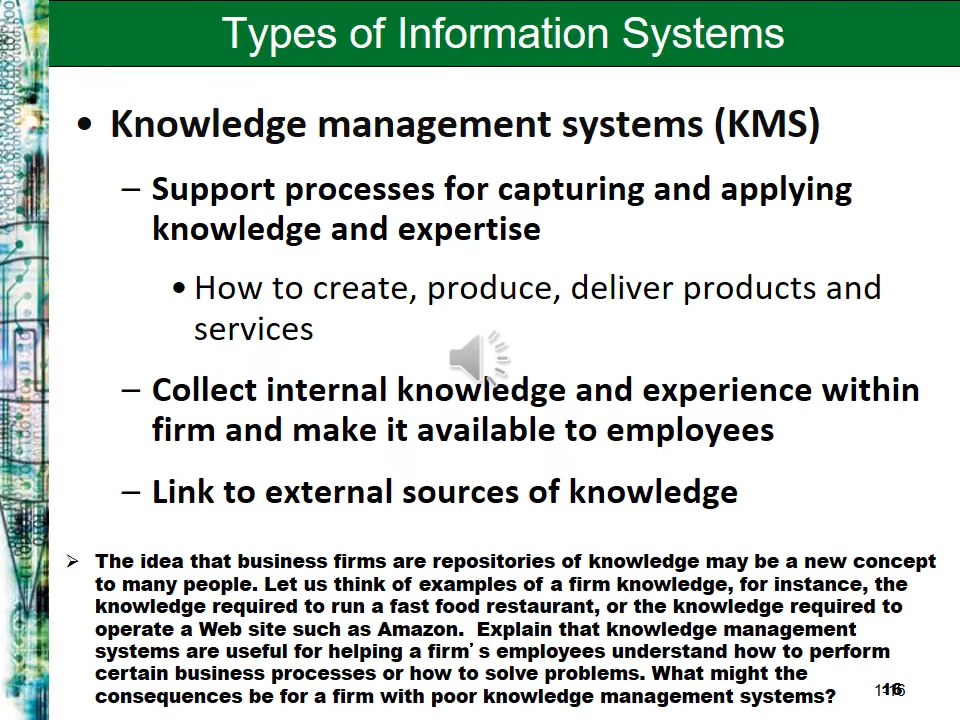 Types of Information Systems
• Knowledge management systems (KMS)
– Support processes for capturing and applying
knowledge and expertise
• How to create, produce, deliver products and
services
– Collect internal knowledge and experience within
firm and make it available to employees
– Link to external sources of knowledge
➢ The idea that business firms are repositories of knowledge may be a new concept
to many people. Let us think of examples of a firm knowledge, for instance, the
knowledge required to run a fast food restaurant, or the knowledge required to
operate a Web site such as Amazon.  Explain that knowledge management
systems are useful for helping a firm’s employees understand how to perform
certain business processes or how to solve problems. What might the
consequences be for a firm with poor knowledge management systems?